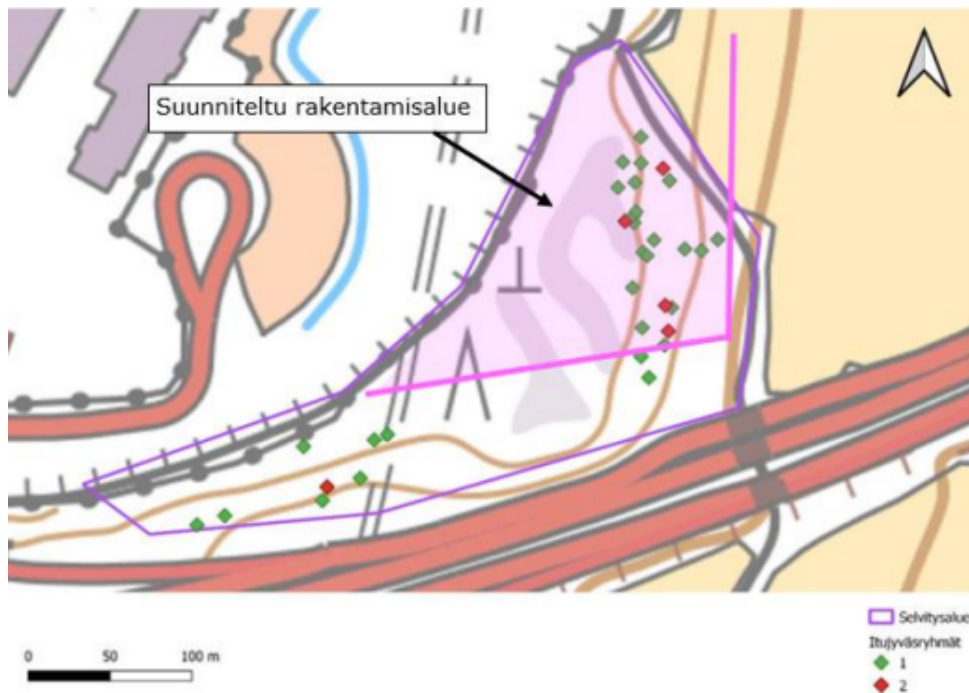 Suunniteltu rakentamisalue
0 50 100 m
Selvitysalue
Itujyväsryhmät
1
2